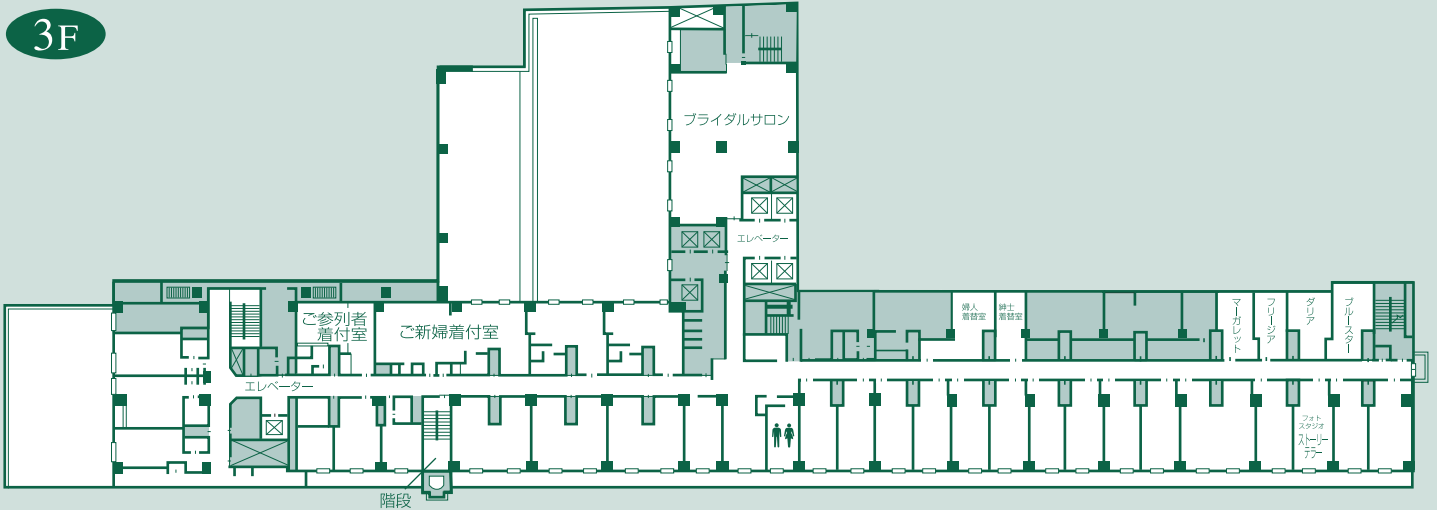 3F
ブライダルサロン
エレベーター
ご参列者
着付室
ご新婦着付室
エレベーター
階段
婦人
着替室
紳士
着替室
マーガレット
フリージア
ダリア
ブルースター
フォト
スタジオ
ストーリー
テラー